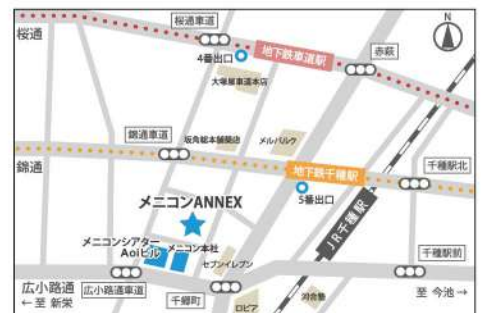 桜通
桜通車道
N
4番出口
地下鉄車道駅
赤萩
大塚屋車道本店
錦通車道
坂角総本舗葵店
メルパルク
錦通
地下鉄千種駅
千種駅北
5番出口
メニコンANNEX
JR千種駅
メニコンシアター
Aoiビル
メニコン本社
セブンイレブン
千種駅前
広小路通
←至 新栄
広小路通車道
千郷町
ロピア
河合塾
至 今池→